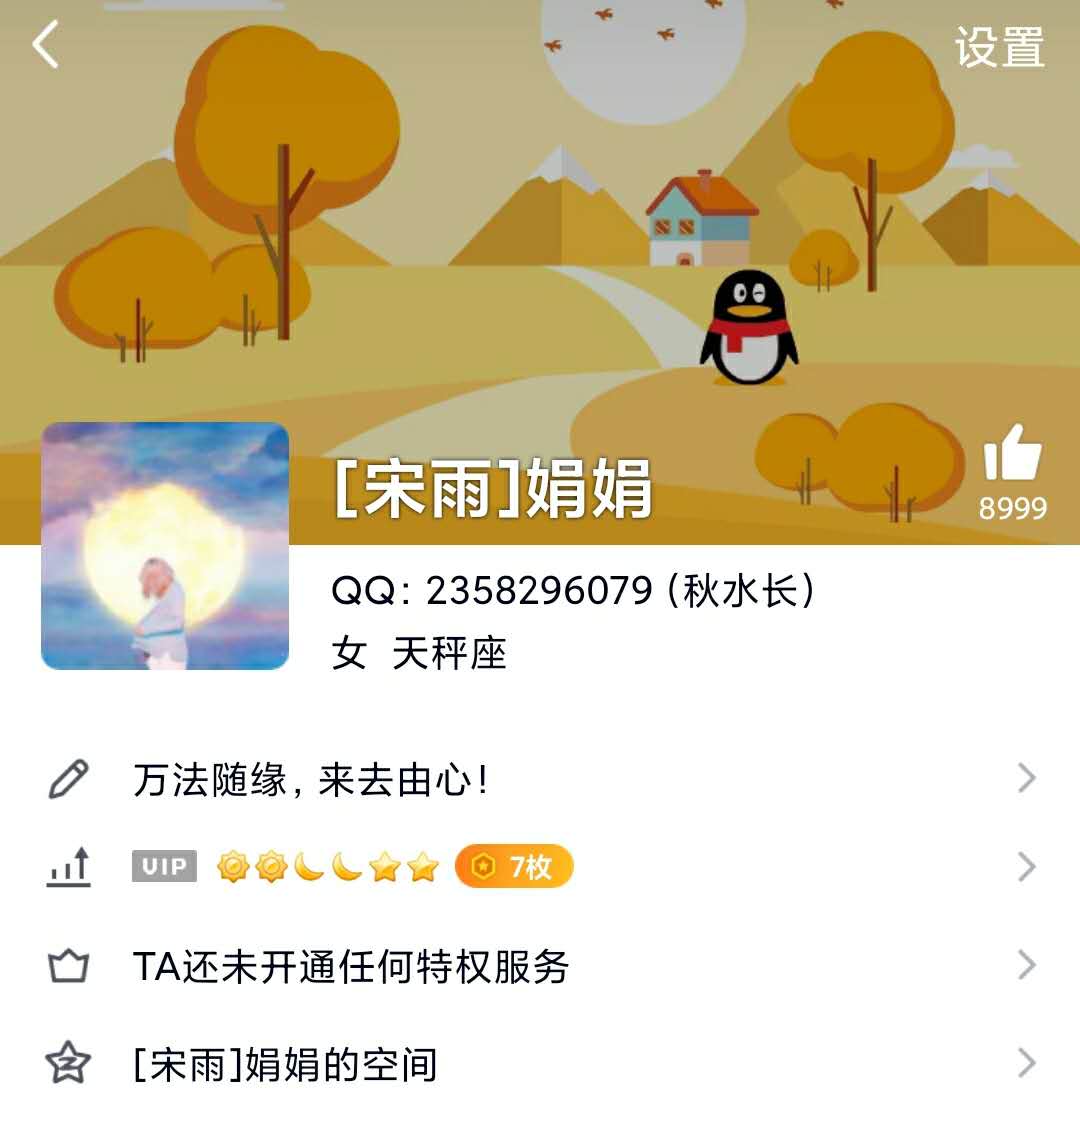 设置
[宋雨]娟娟
8999
QQ: 2358296079 (秋水长)
女 天秤座
万法随缘, 来去由心!
VIP 7枚
TA还未开通任何特权服务
[宋雨]娟娟的空间